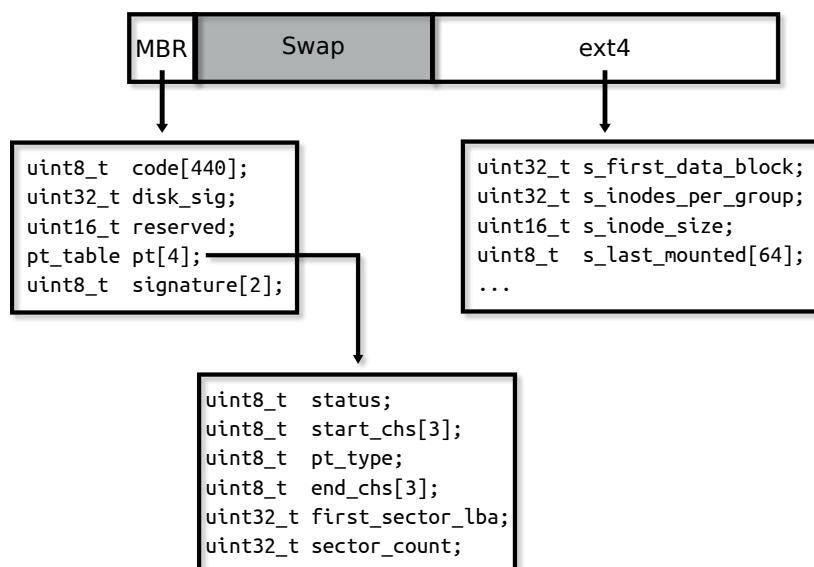 MBR
Swap
ext4
uint8_t  code[440];
uint32_t disk_sig;
uint16_t reserved;
pt_table pt[4];
uint8_t  signature[2];
uint32_t s_first_data_block;
uint32_t s_inodes_per_group;
uint16_t s_inode_size;
uint8_t  s_last_mounted[64];
...
uint8_t  status;
uint8_t  start_chs[3];
uint8_t  pt_type;
uint8_t  end_chs[3];
uint32_t first_sector_lba;
uint32_t sector_count;